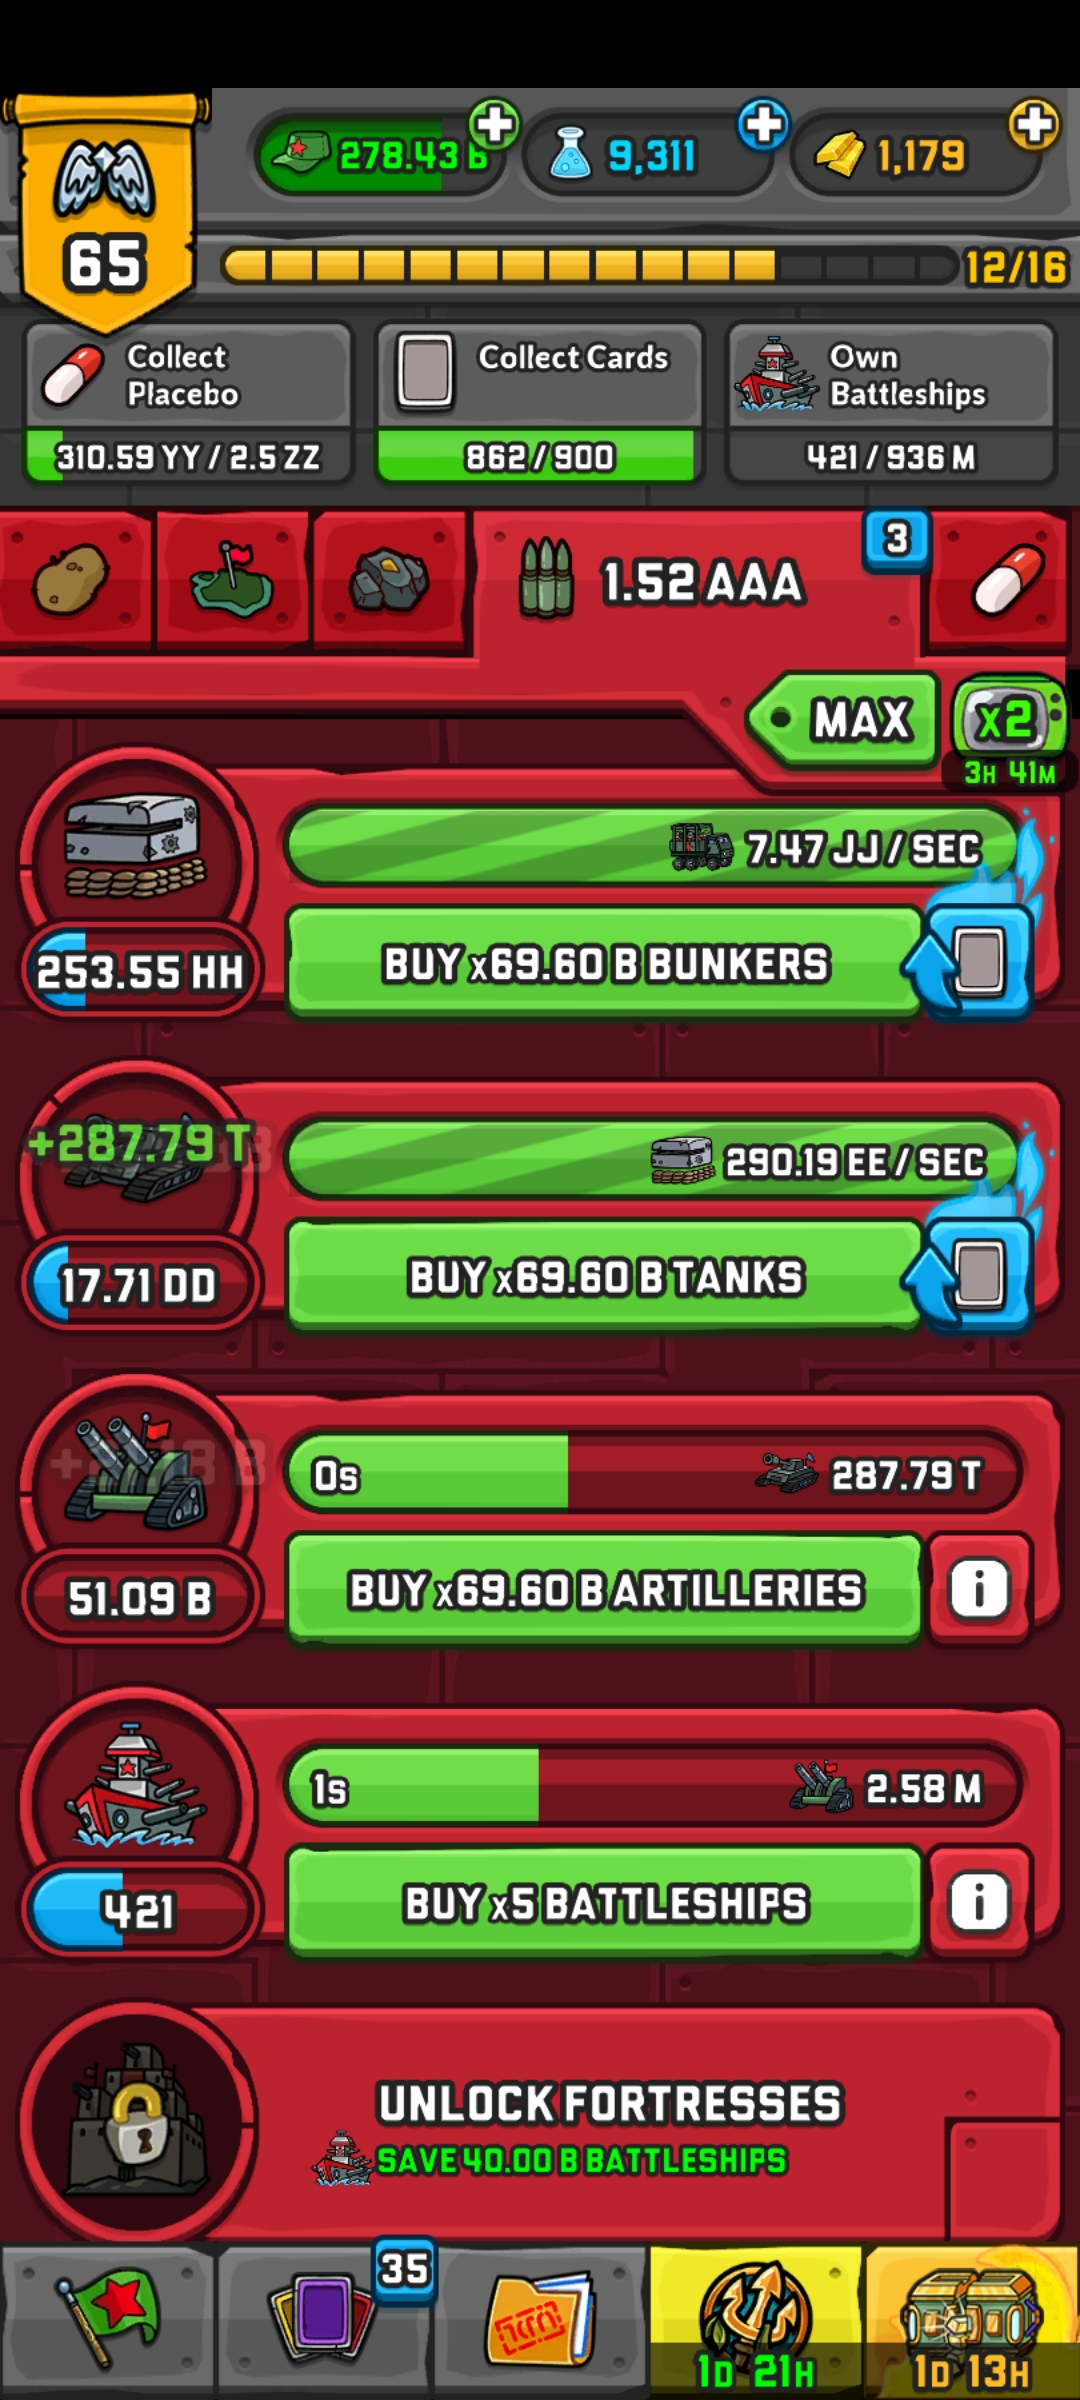 278.43 B
9,311
1,179
65
12/16
Collect
Placebo
310.59 YY / 2.5 ZZ
Collect Cards
862/900
Own
Battleships
421 / 936 M
1.52 AAA
3
MAX
x2
3H 41M
7.47 JJ / SEC
253.55 HH
BUY x69.60 B BUNKERS
+287.79 T
290.19 EE / SEC
17.71 DD
BUY x69.60 B TANKS
0s
287.79 T
51.09 B
BUY x69.60 B ARTILLERIES
1s
2.58 M
421
BUY x5 BATTLESHIPS
UNLOCK FORTRESSES
SAVE 40.00 B BATTLESHIPS
35
1D 21H
1D 13H